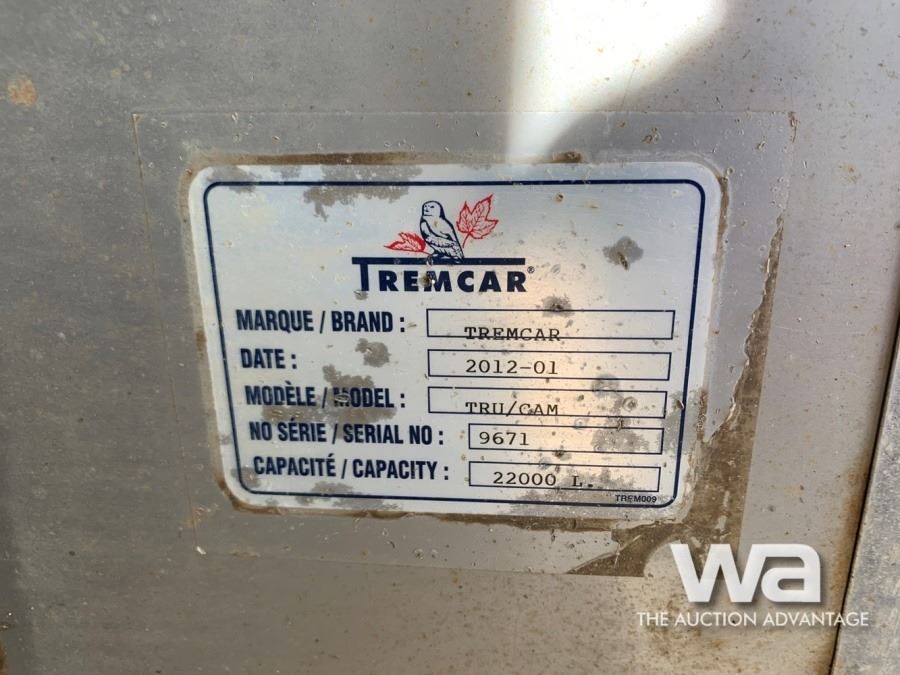 TREMCAR®
MARQUE / BRAND : TREMCAR
DATE : 2012-01
MODÈLE / MODEL : TRU/CAM
NO SÉRIE / SERIAL NO : 9671
CAPACITÉ / CAPACITY : 22000 L.
TREM009
wa
THE AUCTION ADVANTAGE